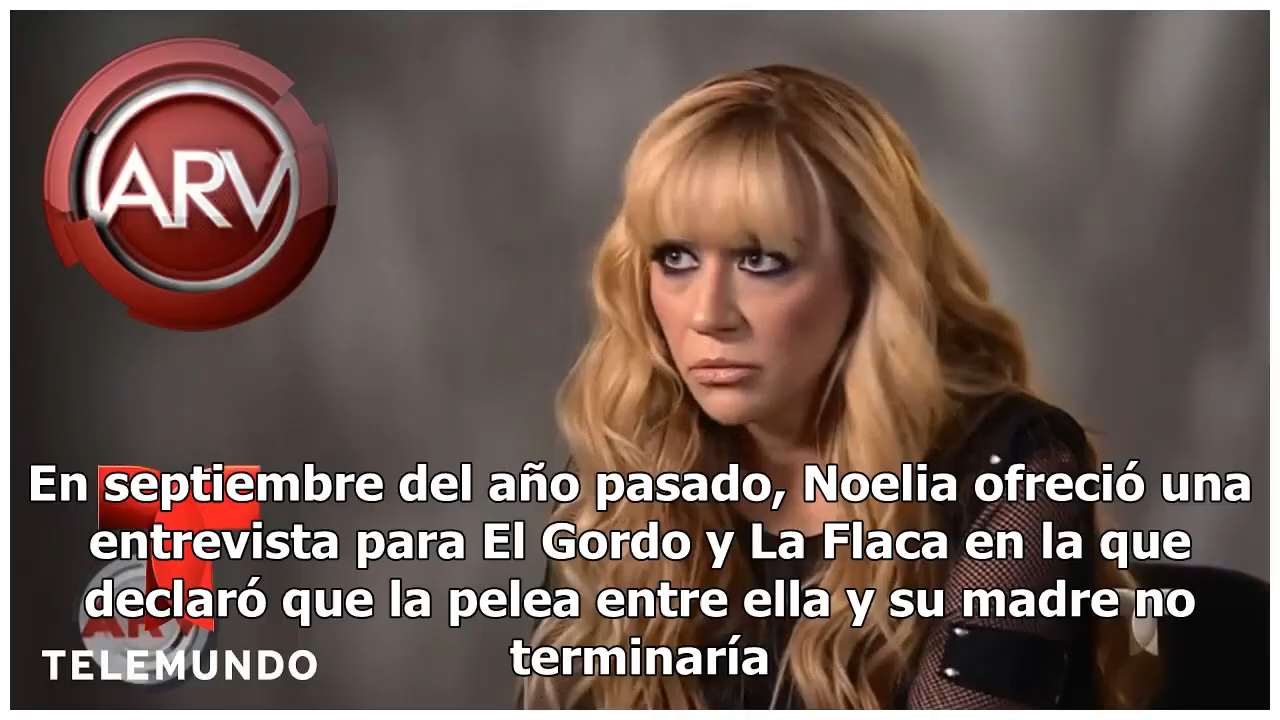 ARV
En septiembre del año pasado, Noelia ofreció una
entrevista para El Gordo y La Flaca en la que
declaró que la pelea entre ella y su madre no
terminaría
ARV
TELEMUNDO